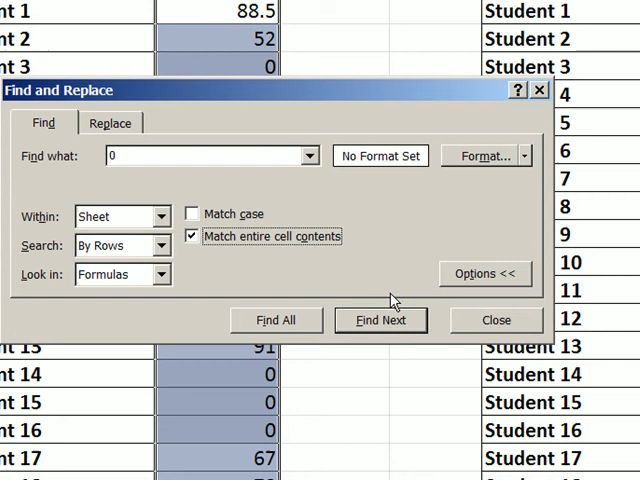 nt 1 88.5 Student 1
nt 2 52 Student 2
nt 3 0 Student 3
Find and Replace ?
4
Find Replace
5
Find what: 0 No Format Set Format...
6
7
Within: Sheet Match case
8
Search: By Rows Match entire cell contents
9
Look in: Formulas Options <<
10
11
Find All Find Next Close
12
nt 13 91 Student 13
nt 14 0 Student 14
nt 15 0 Student 15
nt 16 0 Student 16
nt 17 67 Student 17